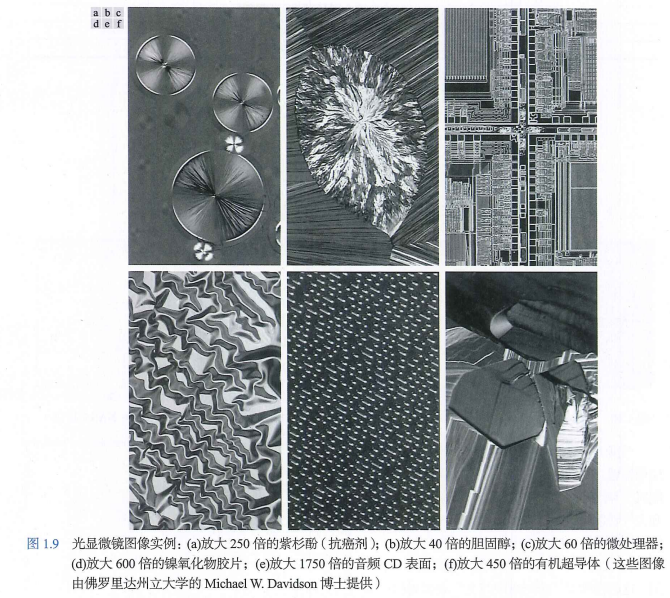 a b c
d e f
图 1.9 光显微镜图像实例：(a)放大 250 倍的紫杉酚（抗癌剂）；(b)放大 40 倍的胆固醇；(c)放大 60 倍的微处理器；
(d)放大 600 倍的镍氧化物胶片；(e)放大 1750 倍的音频 CD 表面；(f)放大 450 倍的有机超导体（这些图像
由佛罗里达州立大学的 Michael W. Davidson 博士提供）